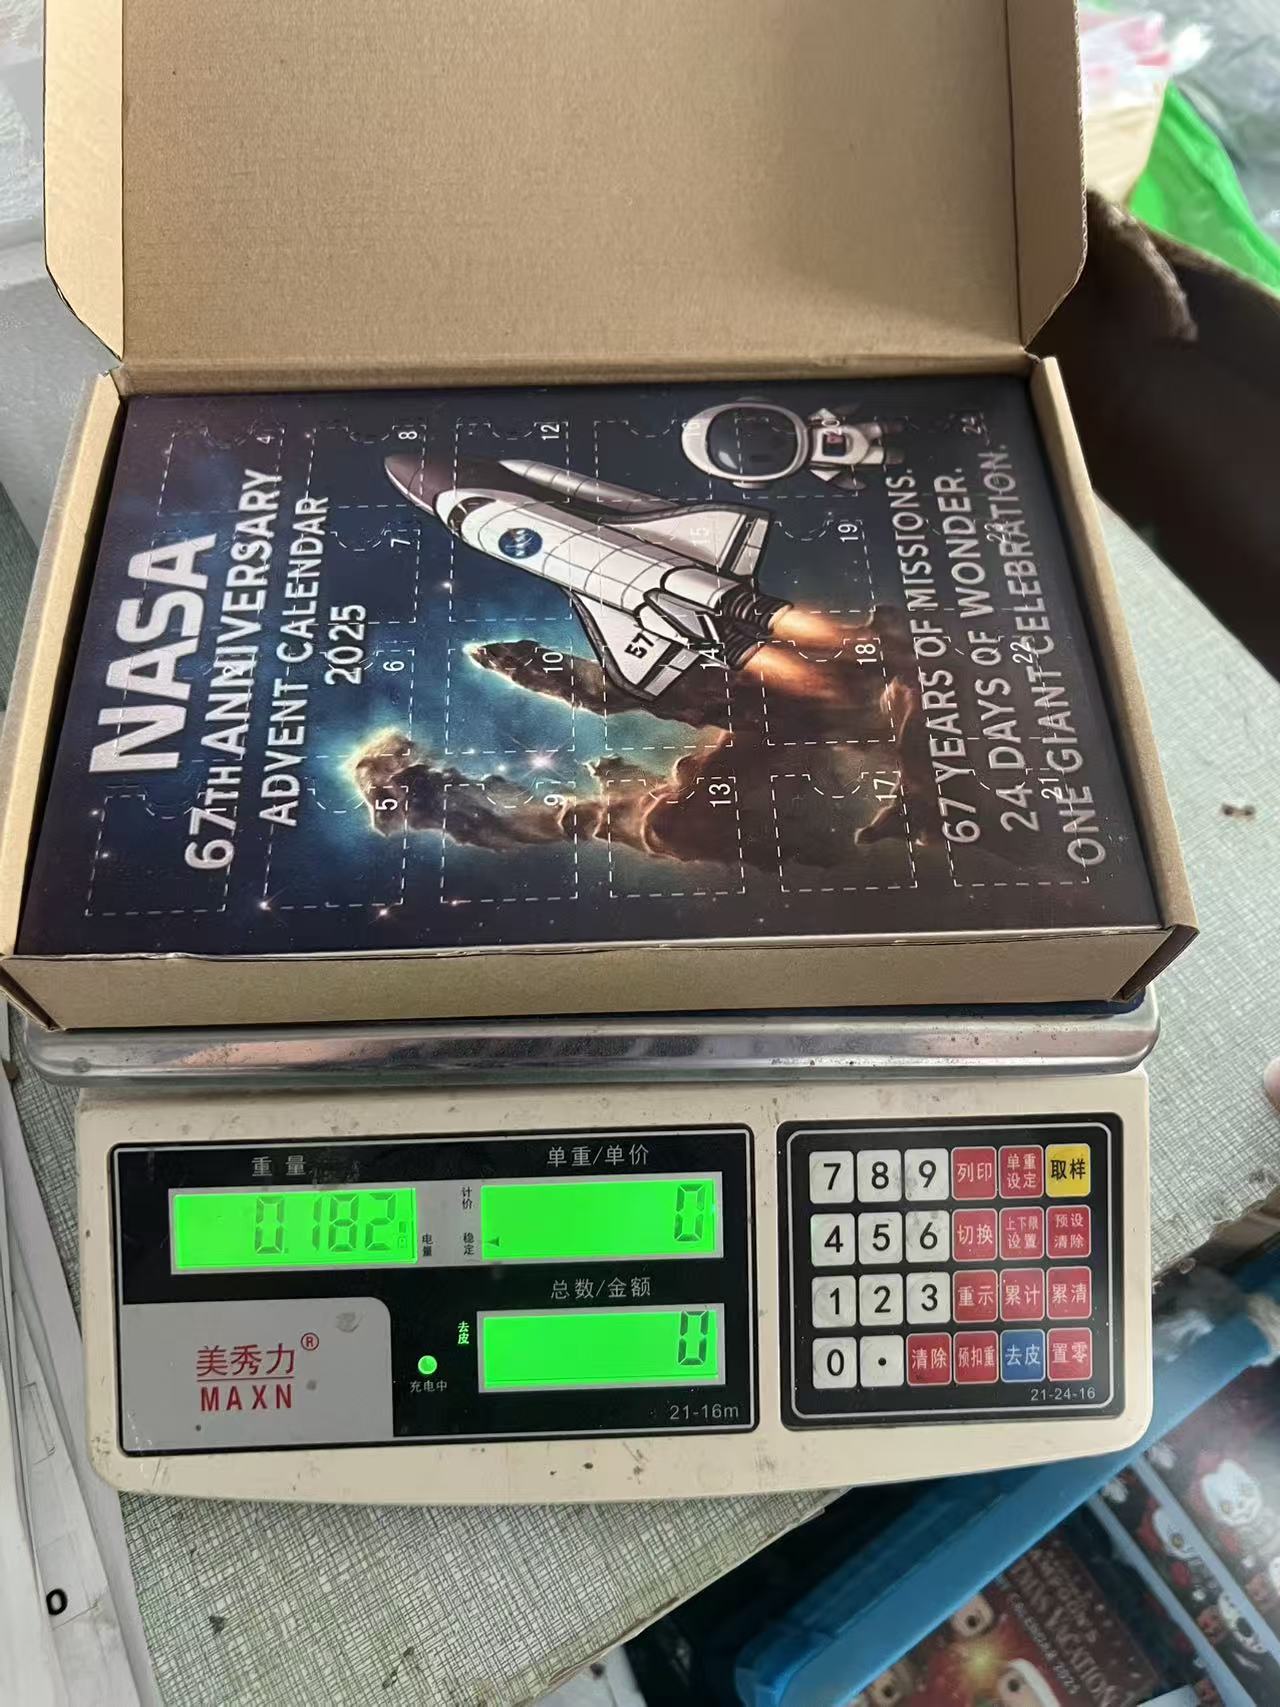 NASA
67TH ANNIVERSARY
ADVENT CALENDAR
2025
4
8
12
16
20
24
7
15
19
23
6
10
14
18
22
5
9
13
17
21
67 YEARS OF MISSIONS.
24 DAYS OF WONDER.
ONE GIANT CELEBRATION.
重量
0.182
电量
单重/单价
计价
稳定
0
总数/金额
去皮
0
充电中
美秀力®
MAXN
21-16m
7 8 9 列印 单重设定 取样
4 5 6 切换 上下限设置 预设清除
1 2 3 重示 累计 累清
0 . 清除 预扣重 去皮 置零
21-24-16